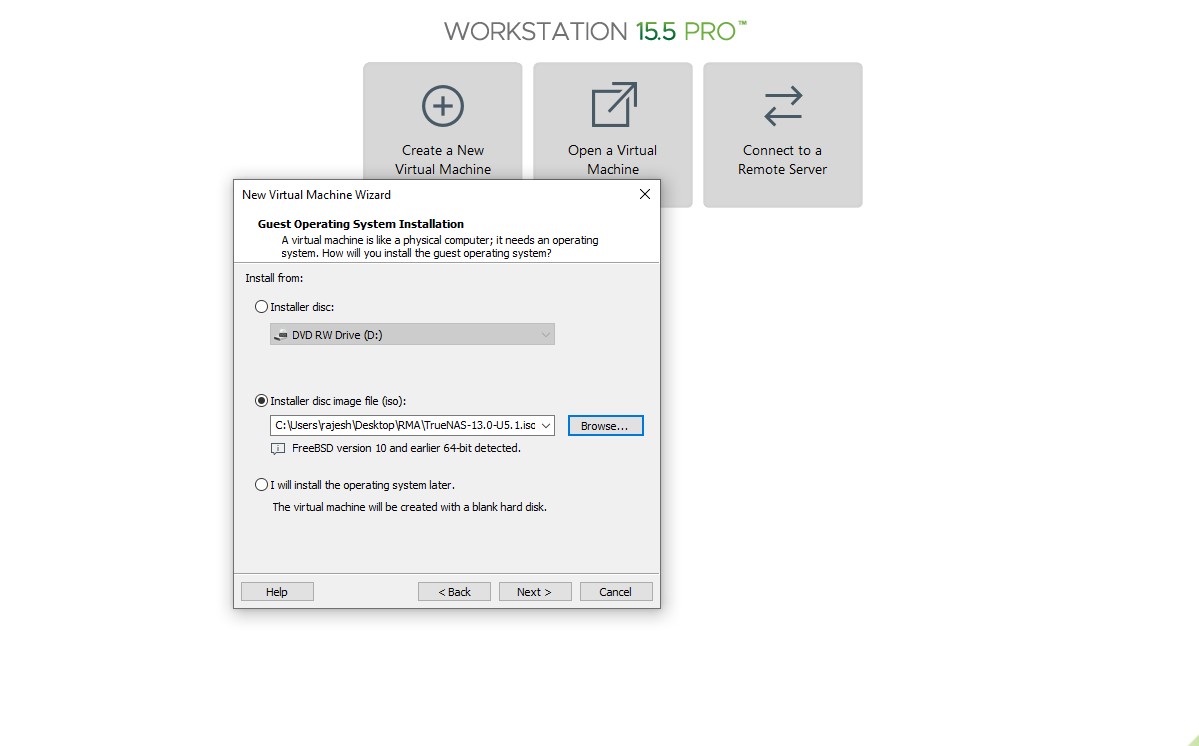 WORKSTATION 15.5 PRO™
Create a New
Virtual Machine
Open a Virtual
Machine
Connect to a
Remote Server
New Virtual Machine Wizard
Guest Operating System Installation
A virtual machine is like a physical computer; it needs an operating
system. How will you install the guest operating system?
Install from:
Installer disc:
DVD RW Drive (D:)
Installer disc image file (iso):
C:\Users\rajesh\Desktop\RMA\TrueNAS-13.0-U5.1.iso
Browse...
FreeBSD version 10 and earlier 64-bit detected.
I will install the operating system later.
The virtual machine will be created with a blank hard disk.
Help
< Back
Next >
Cancel